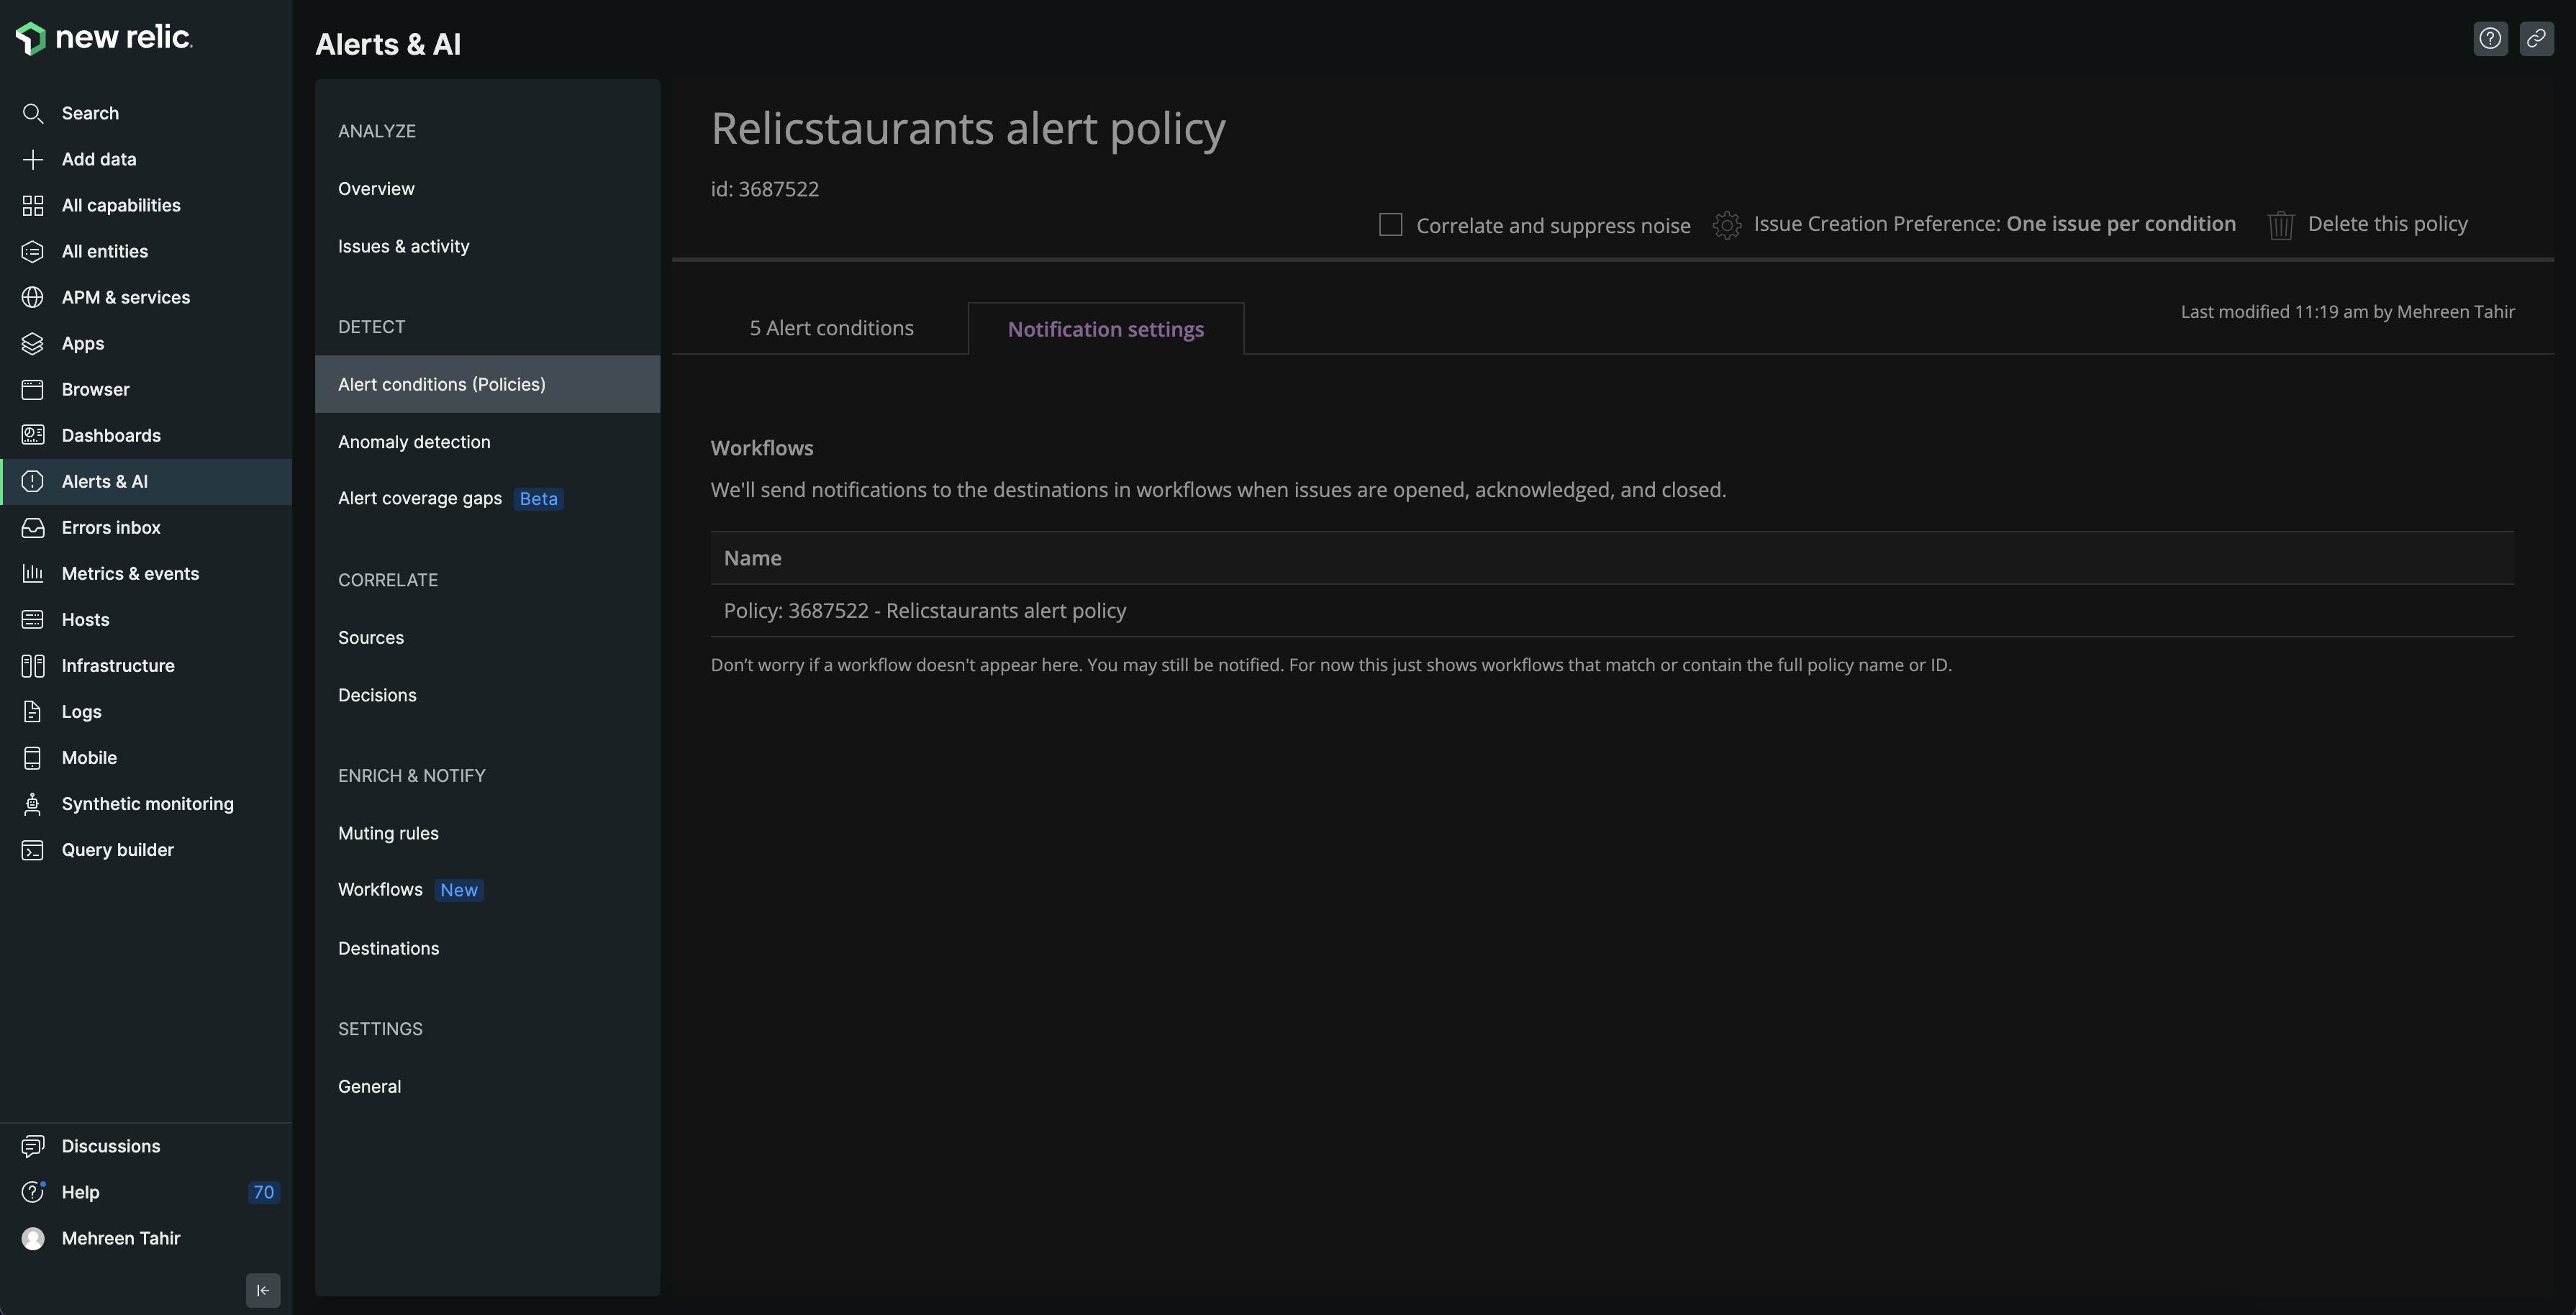 new relic.
Search
Add data
All capabilities
All entities
APM & services
Apps
Browser
Dashboards
Alerts & AI
Errors inbox
Metrics & events
Hosts
Infrastructure
Logs
Mobile
Synthetic monitoring
Query builder
Discussions
Help 70
Mehreen Tahir
Alerts & AI
ANALYZE
Overview
Issues & activity
DETECT
Alert conditions (Policies)
Anomaly detection
Alert coverage gaps Beta
CORRELATE
Sources
Decisions
ENRICH & NOTIFY
Muting rules
Workflows New
Destinations
SETTINGS
General
Relicstaurants alert policy
id: 3687522
Correlate and suppress noise Issue Creation Preference: One issue per condition Delete this policy
5 Alert conditions Notification settings Last modified 11:19 am by Mehreen Tahir
Workflows
We'll send notifications to the destinations in workflows when issues are opened, acknowledged, and closed.
Name
Policy: 3687522 - Relicstaurants alert policy
Don’t worry if a workflow doesn't appear here. You may still be notified. For now this just shows workflows that match or contain the full policy name or ID.